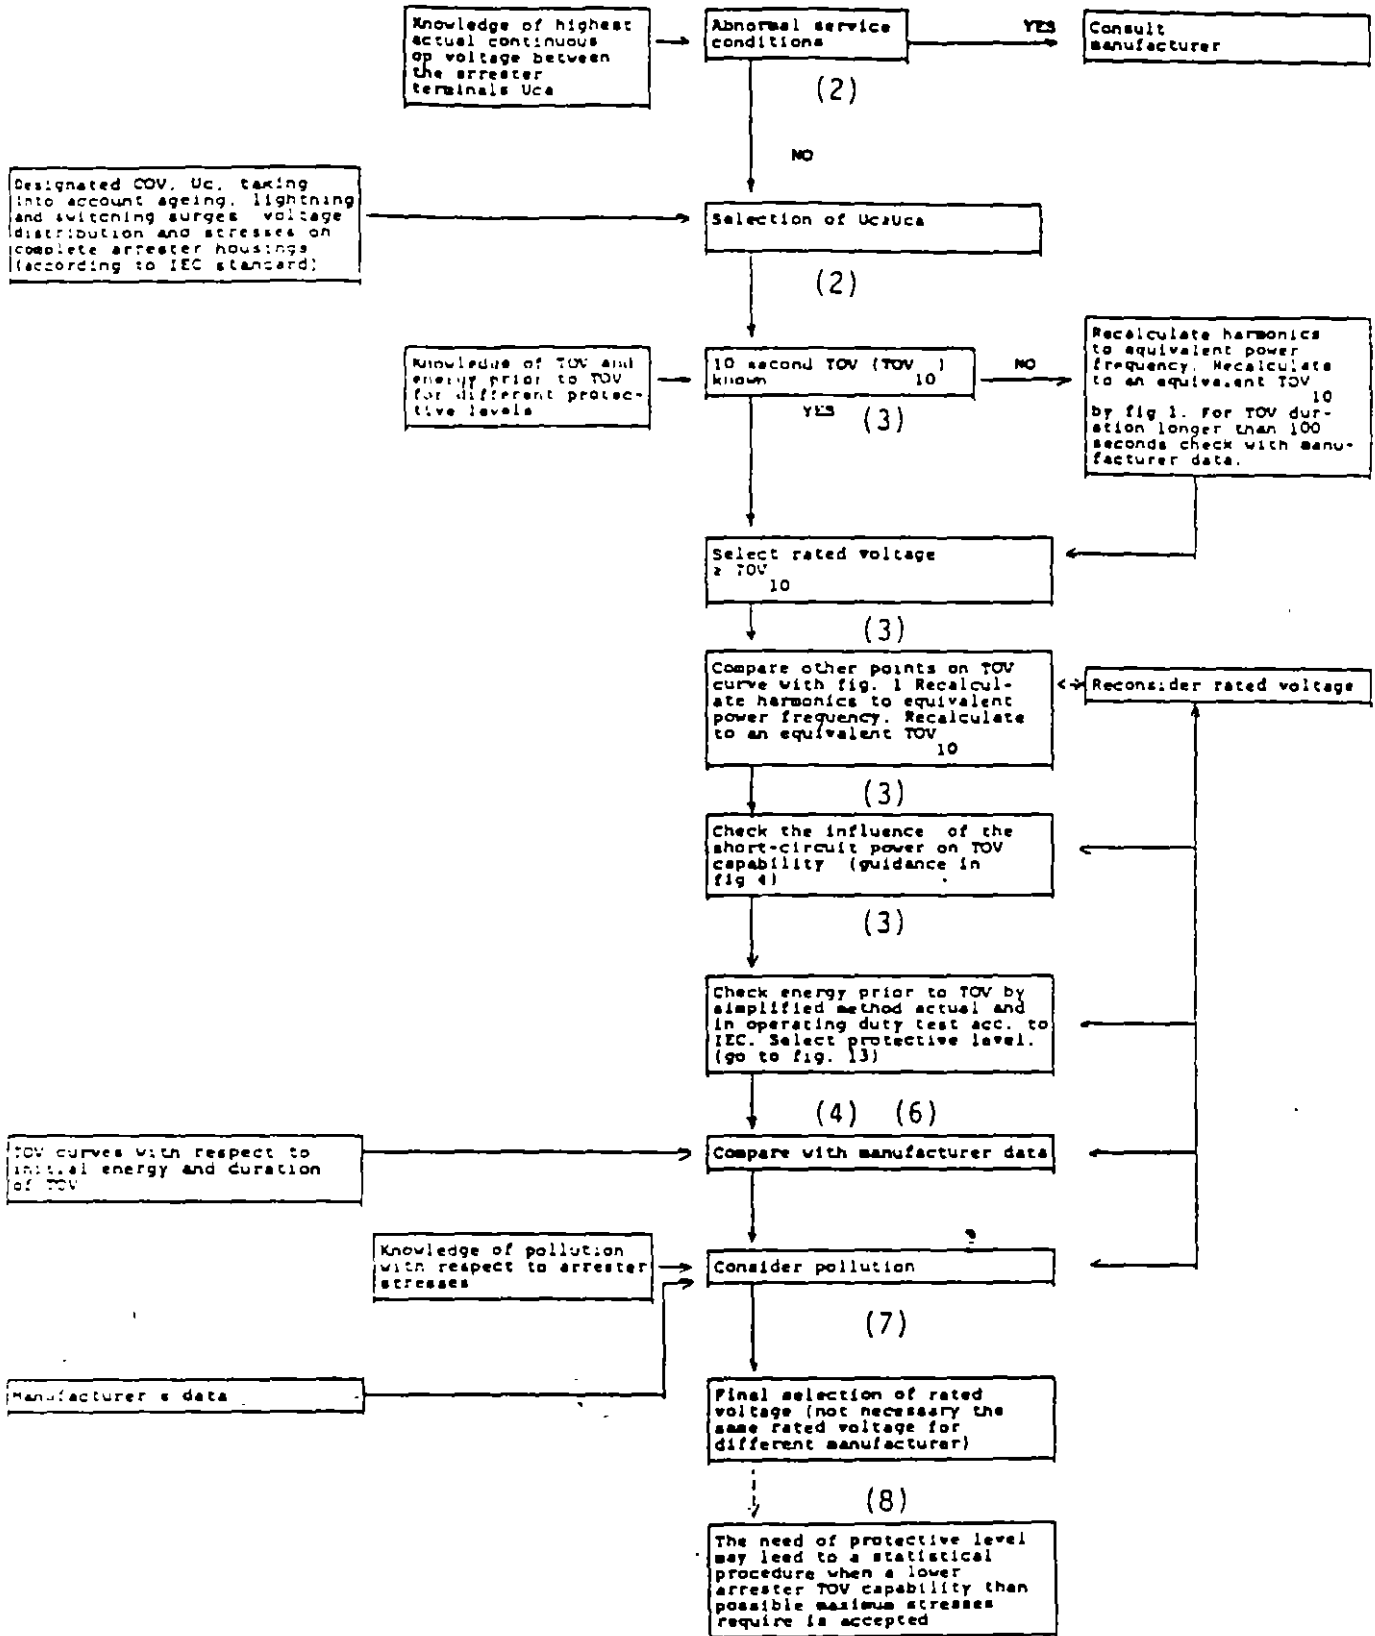 Knowledge of highest
actual continuous
op voltage between
the arrester
terminals Uca
Abnormal service
conditions
YES
Consult
manufacturer
(2)
NO
Designated COV, Uc, taking
into account ageing, lightning
and switching surges voltage
distribution and stresses on
complete arrester housings
(according to IEC standard)
Selection of Uc≥Uca
(2)
Knowledge of TOV and
energy prior to TOV
for different protec-
tive levels
10 second TOV (TOV )
known 10
NO
YES
(3)
Recalculate harmonics
to equivalent power
frequency. Recalculate
to an equivalent TOV
10
by fig 1. For TOV dur-
ation longer than 100
seconds check with manu-
facturer data.
Select rated voltage
≥ TOV
10
(3)
Compare other points on TOV
curve with fig. 1 Recalcul-
ate harmonics to equivalent
power frequency. Recalculate
to an equivalent TOV
10
Reconsider rated voltage
(3)
Check the influence of the
short-circuit power on TOV
capability (guidance in
fig 4)
(3)
Check energy prior to TOV by
simplified method actual and
in operating duty test acc. to
IEC. Select protective level.
(go to fig. 13)
(4) (6)
TOV curves with respect to
initial energy and duration
of TOV
Compare with manufacturer data
Knowledge of pollution
with respect to arrester
stresses
Consider pollution
(7)
Manufacturer s data
Final selection of rated
voltage (not necessary the
same rated voltage for
different manufacturer)
(8)
The need of protective level
may leed to a statistical
procedure when a lower
arrester TOV capability than
possible maximum stresses
require is accepted